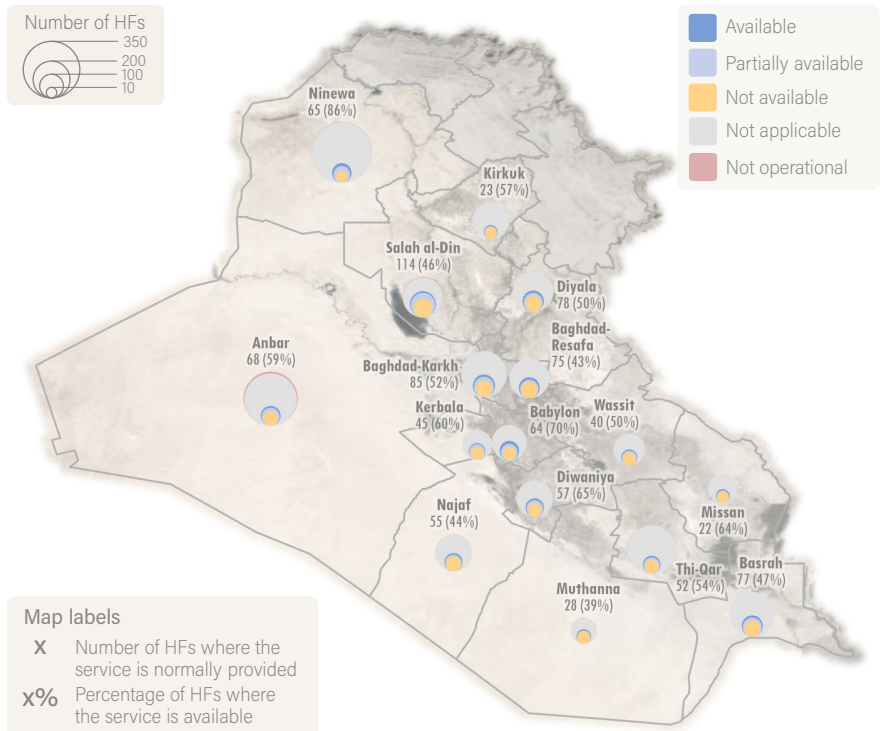 Number of HFs
350
200
100
10
Available
Partially available
Not available
Not applicable
Not operational
Ninewa
65 (86%)
Kirkuk
23 (57%)
Salah al-Din
114 (46%)
Diyala
78 (50%)
Baghdad-
Resafa
75 (43%)
Anbar
68 (59%)
Baghdad-Karkh
85 (52%)
Kerbala
45 (60%)
Babylon
64 (70%)
Wassit
40 (50%)
Diwaniya
57 (65%)
Najaf
55 (44%)
Missan
22 (64%)
Thi-Qar
52 (54%)
Basrah
77 (47%)
Muthanna
28 (39%)
Map labels
X Number of HFs where the
service is normally provided
x% Percentage of HFs where
the service is available